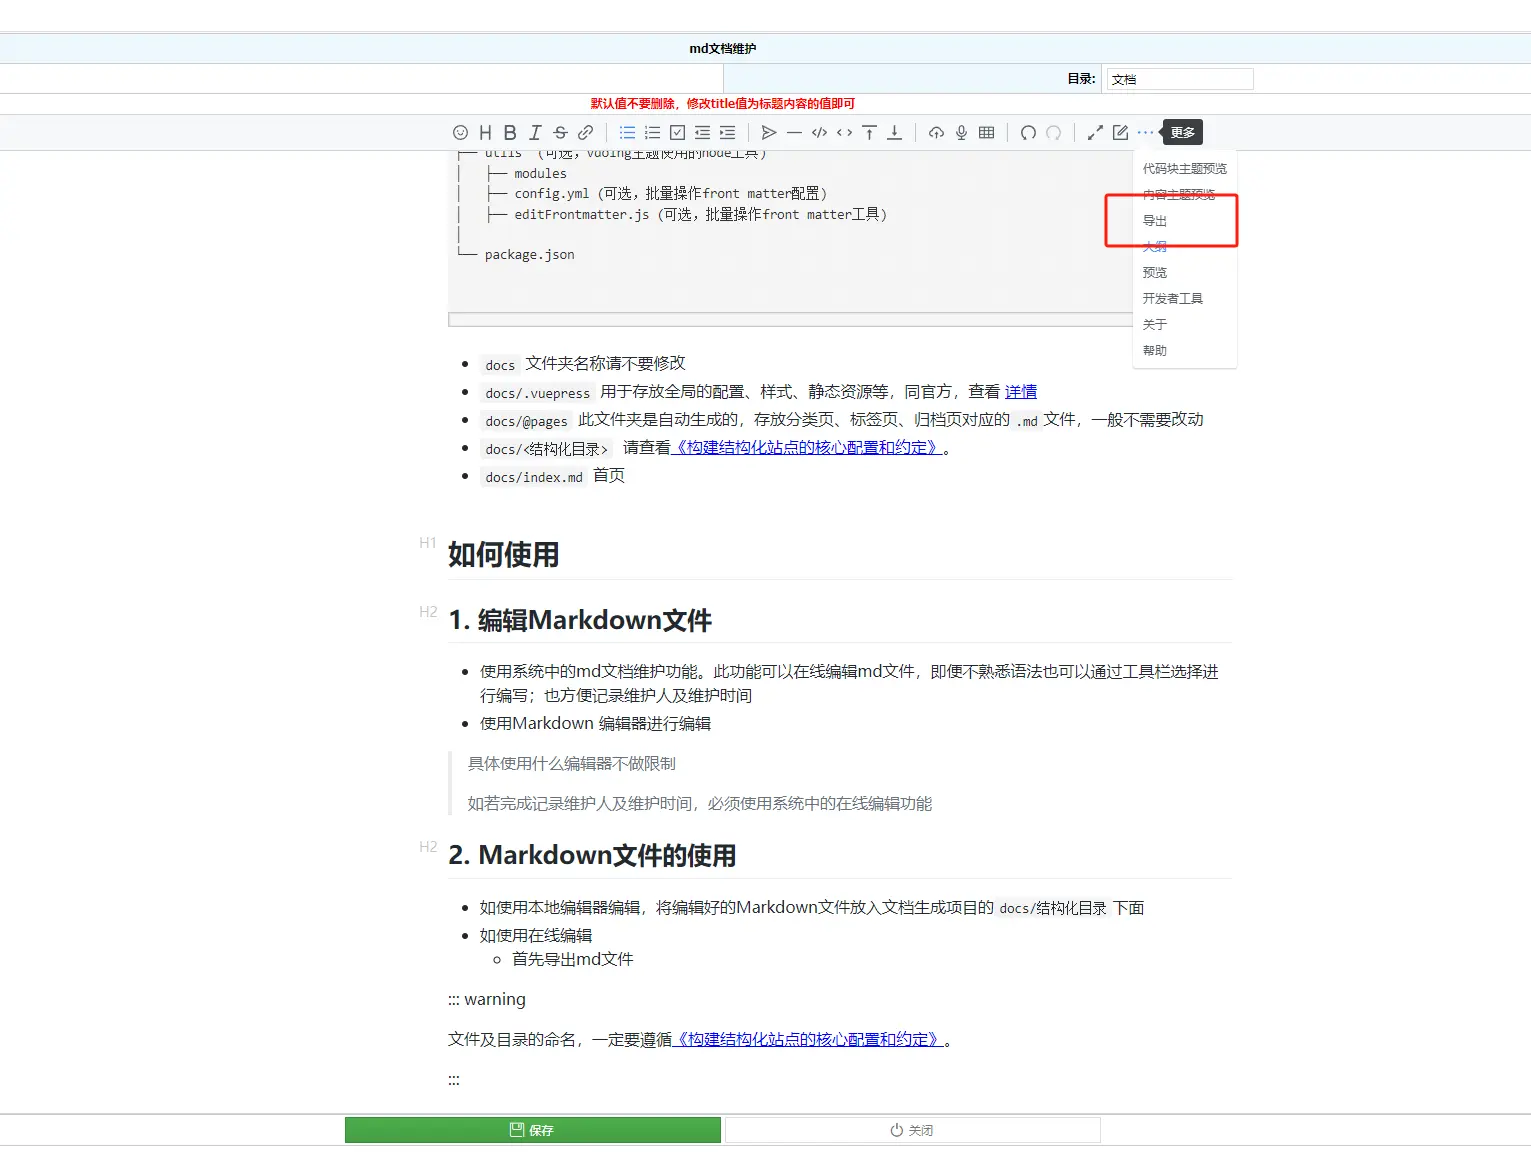 md文档维护
目录:
文档
默认值不要删除，修改title值为标题内容的值即可
更多
├── utils （可选，vdoing主题使用的node工具）
│   ├── modules
│   ├── config.yml (可选，批量操作front matter配置)
│   ├── editFrontmatter.js (可选，批量操作front matter工具)
│
└── package.json
代码块主题预览
内容主题预览
导出
大纲
预览
开发者工具
关于
帮助
docs 文件夹名称请不要修改
docs/.vuepress 用于存放全局的配置、样式、静态资源等，同官方，查看 详情
docs/@pages 此文件夹是自动生成的，存放分类页、标签页、归档页对应的 .md 文件，一般不需要改动
docs/<结构化目录> 请查看《构建结构化站点的核心配置和约定》。
docs/index.md 首页
H1
如何使用
H2
1. 编辑Markdown文件
使用系统中的md文档维护功能。此功能可以在线编辑md文件，即便不熟悉语法也可以通过工具栏选择进
行编写；也方便记录维护人及维护时间
使用Markdown 编辑器进行编辑
具体使用什么编辑器不做限制
如若完成记录维护人及维护时间，必须使用系统中的在线编辑功能
H2
2. Markdown文件的使用
如使用本地编辑器编辑，将编辑好的Markdown文件放入文档生成项目的 docs/结构化目录 下面
如使用在线编辑
首先导出md文件
::: warning
文件及目录的命名，一定要遵循《构建结构化站点的核心配置和约定》。
:::
保存
关闭